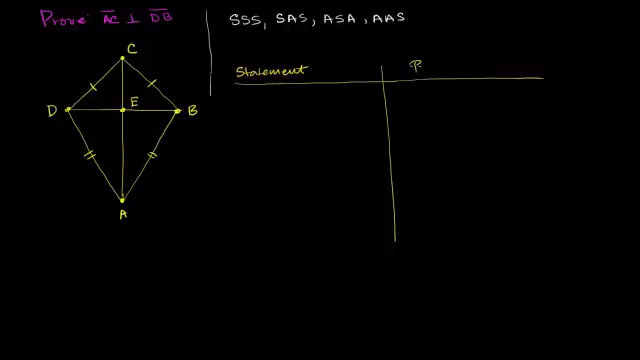 Prove: AC ⊥ DB
SSS, SAS, ASA, AAS
C
Statement
D E B
A